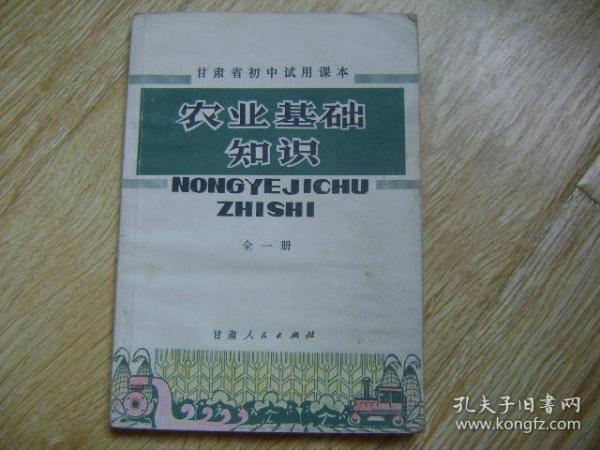 甘肃省初中试用课本
农业基础
知识
NONGYEJICHU
ZHISHI
全一册
甘肃人民出版社
孔夫子旧书网
www.kongfz.com